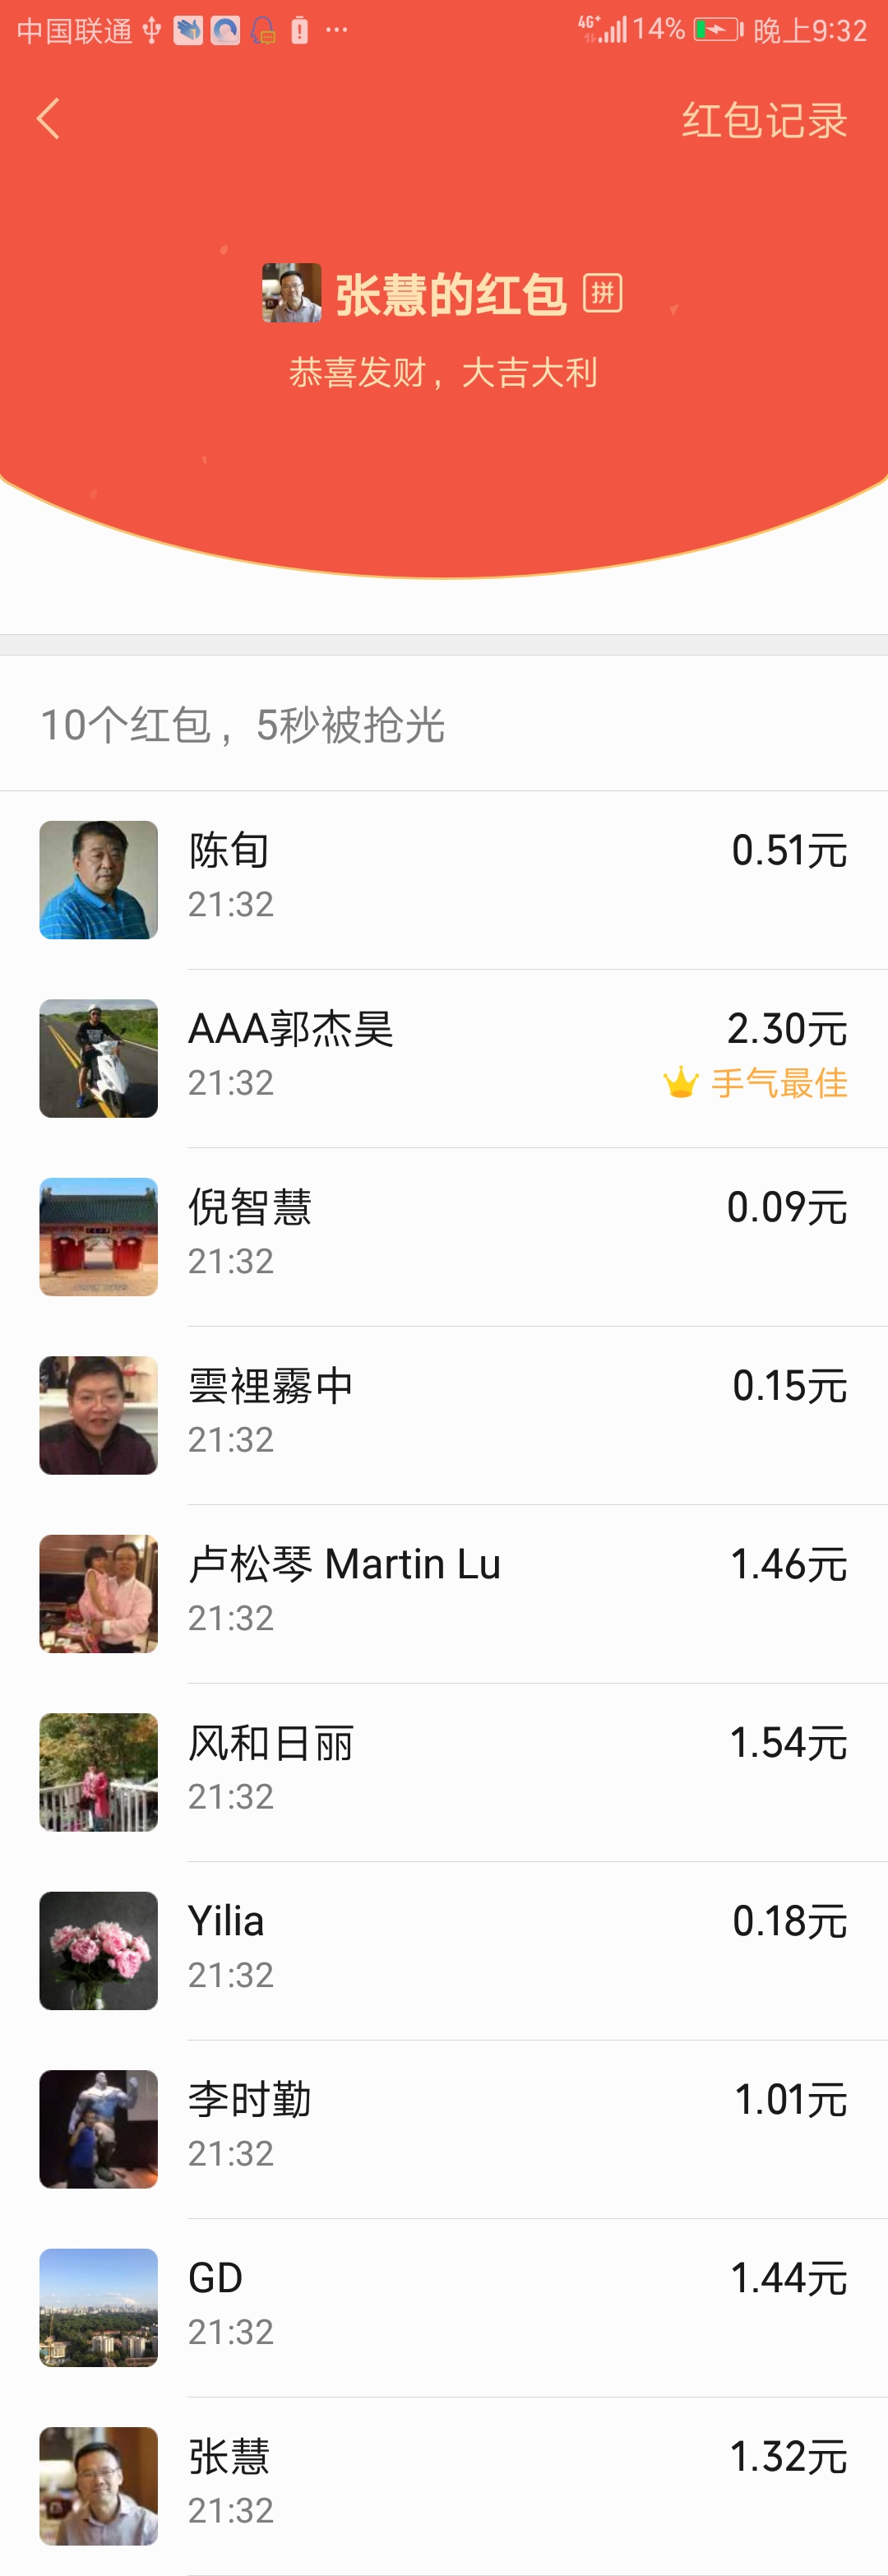 中国联通 4G+ 14% 晚上9:32
红包记录
张慧的红包 拼
恭喜发财，大吉大利
10个红包，5秒被抢光
陈旬 0.51元
21:32
AAA郭杰昊 2.30元
21:32 手气最佳
倪智慧 0.09元
21:32
雲裡霧中 0.15元
21:32
卢松琴 Martin Lu 1.46元
21:32
风和日丽 1.54元
21:32
Yilia 0.18元
21:32
李时勤 1.01元
21:32
GD 1.44元
21:32
张慧 1.32元
21:32